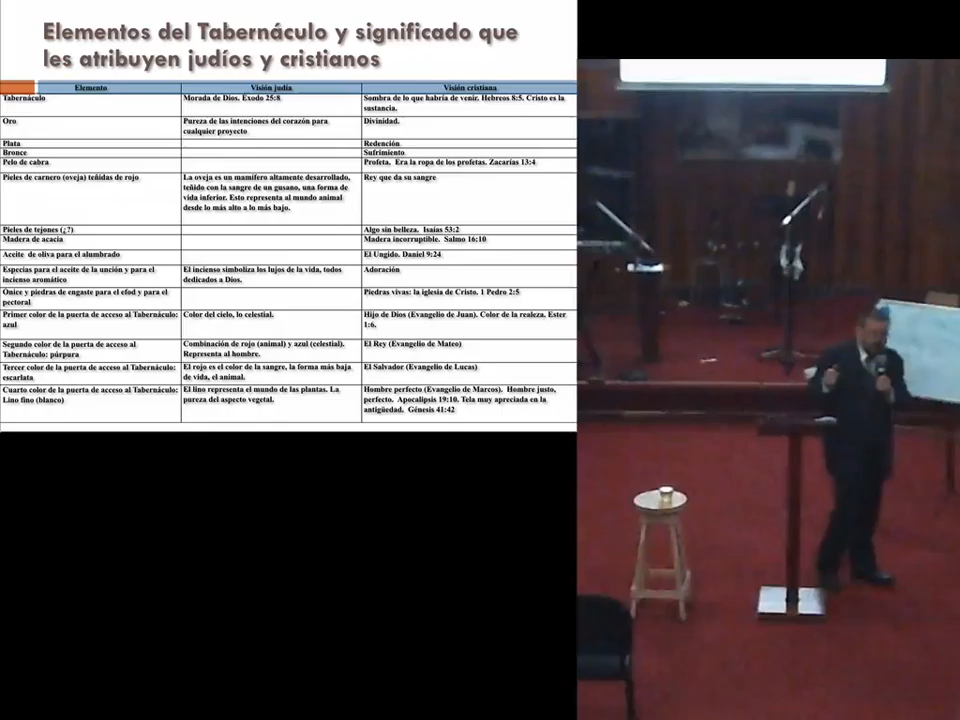 Elementos del Tabernáculo y significado que
les atribuyen judíos y cristianos
Elemento Visión judía Visión cristiana
Tabernáculo Morada de Dios. Éxodo 25:8 Sombra de lo que habría de venir. Hebreos 8:5. Cristo es la
sustancia.
Oro Pureza de las intenciones del corazón para Divinidad.
cualquier proyecto
Plata Redención
Bronce Sufrimiento
Pelo de cabra Profeta. Era la ropa de los profetas. Zacarías 13:4
Pieles de carnero (oveja) teñidas de rojo La oveja es un mamífero altamente desarrollado, Rey que da su sangre
teñido con la sangre de un gusano, una forma de
vida inferior. Esto representa al mundo animal
desde lo más alto a lo más bajo.
Pieles de tejones (¿?) Algo sin belleza. Isaías 53:2
Madera de acacia Madera incorruptible. Salmo 16:10
Aceite de oliva para el alumbrado El Ungido. Daniel 9:24
Especias para el aceite de la unción y para el El incienso simboliza los lujos de la vida, todos Adoración
incienso aromático dedicados a Dios.
Onice y piedras de engaste para el efod y para el Piedras vivas: la iglesia de Cristo. 1 Pedro 2:5
pectoral
Primer color de la puerta de acceso al Tabernáculo: Color del cielo, lo celestial. Hijo de Dios (Evangelio de Juan). Color de la realeza. Ester
azul 1:6.
Segundo color de la puerta de acceso al Combinación de rojo (animal) y azul (celestial). El Rey (Evangelio de Mateo)
Tabernáculo: púrpura Representa al hombre.
Tercer color de la puerta de acceso al Tabernáculo: El rojo es el color de la sangre, la forma más baja El Salvador (Evangelio de Lucas)
escarlata de vida, el animal.
Cuarto color de la puerta de acceso al Tabernáculo: El lino representa el mundo de las plantas. La Hombre perfecto (Evangelio de Marcos). Hombre justo,
Lino fino (blanco) pureza del aspecto vegetal. perfecto. Apocalipsis 19:10. Tela muy apreciada en la
antigüedad. Génesis 41:42